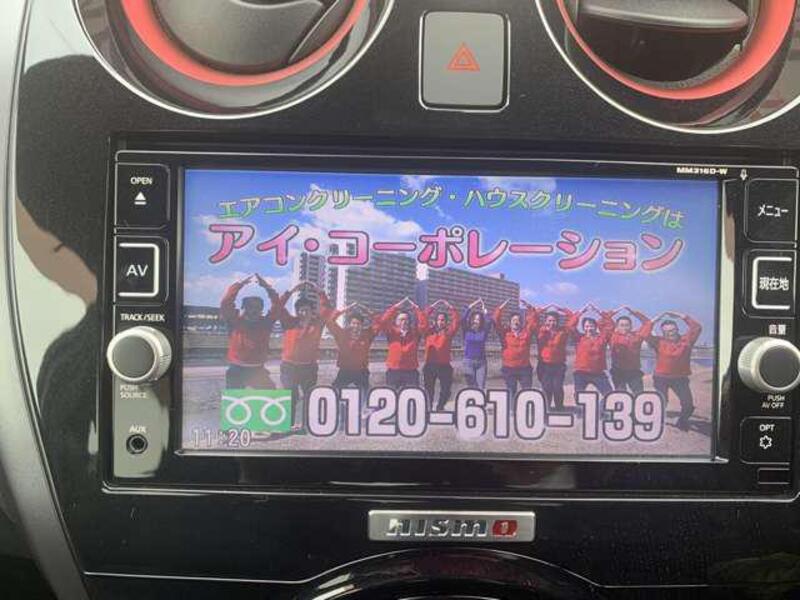 MM316D-W
OPEN
メニュー
AV
現在地
TRACK/SEEK
音量
PUSH
SOURCE
PUSH
AV OFF
AUX
OPT
エアコンクリーニング・ハウスクリーニングは
アイ・コーポレーション
0120-610-139
11:20
nismo